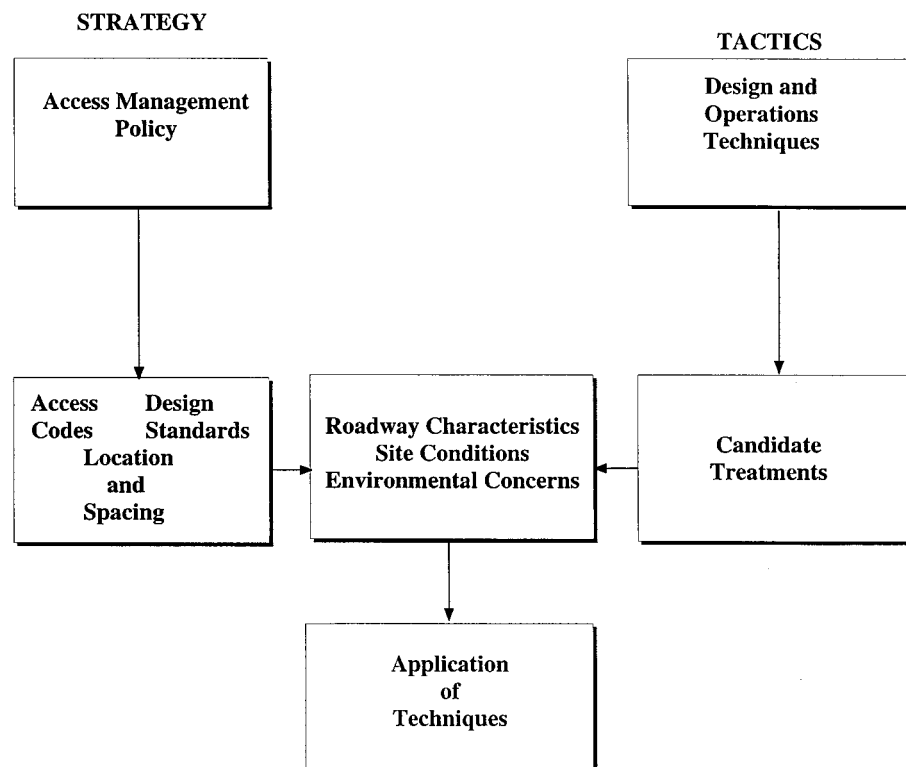 STRATEGY
TACTICS
Access Management
Policy
Design and
Operations
Techniques
Access Design
Codes Standards
Location
and
Spacing
Roadway Characteristics
Site Conditions
Environmental Concerns
Candidate
Treatments
Application
of
Techniques